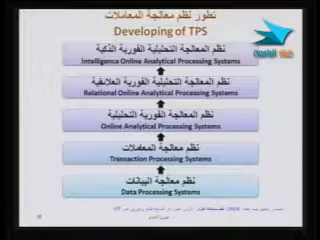 تطور نظم معالجة المعاملات
Developing of TPS
نظم المعالجة التحليلية الفورية الذكية
Intelligence Online Analytical Processing Systems
نظم المعالجة التحليلية الفورية العلائقية
Relational Online Analytical Processing Systems
نظم المعالجة الفورية التحليلية
Online Analytical Processing Systems
نظم معالجة المعاملات
Transaction Processing Systems
نظم معالجة البيانات
Data Processing Systems